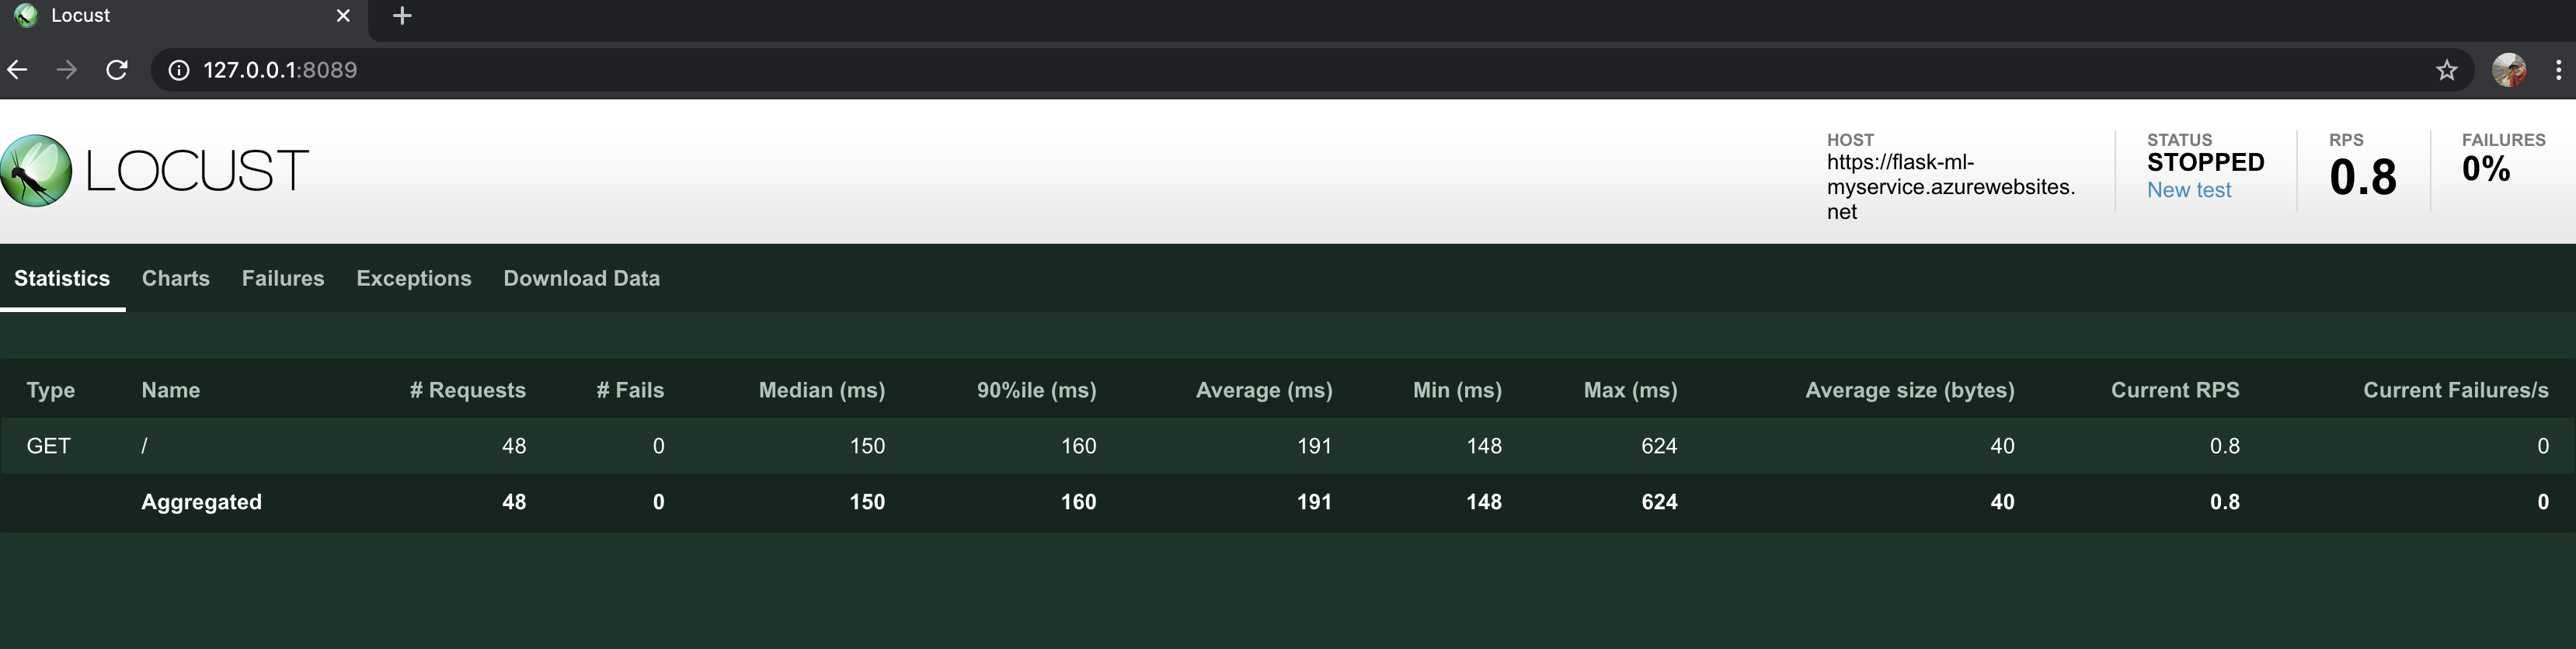 Locust
127.0.0.1:8089
LOCUST
HOST
https://flask-ml-
myservice.azurewebsites.
net
STATUS
STOPPED
New test
RPS
0.8
FAILURES
0%
Statistics Charts Failures Exceptions Download Data
Type Name # Requests # Fails Median (ms) 90%ile (ms) Average (ms) Min (ms) Max (ms) Average size (bytes) Current RPS Current Failures/s
GET / 48 0 150 160 191 148 624 40 0.8 0
Aggregated 48 0 150 160 191 148 624 40 0.8 0